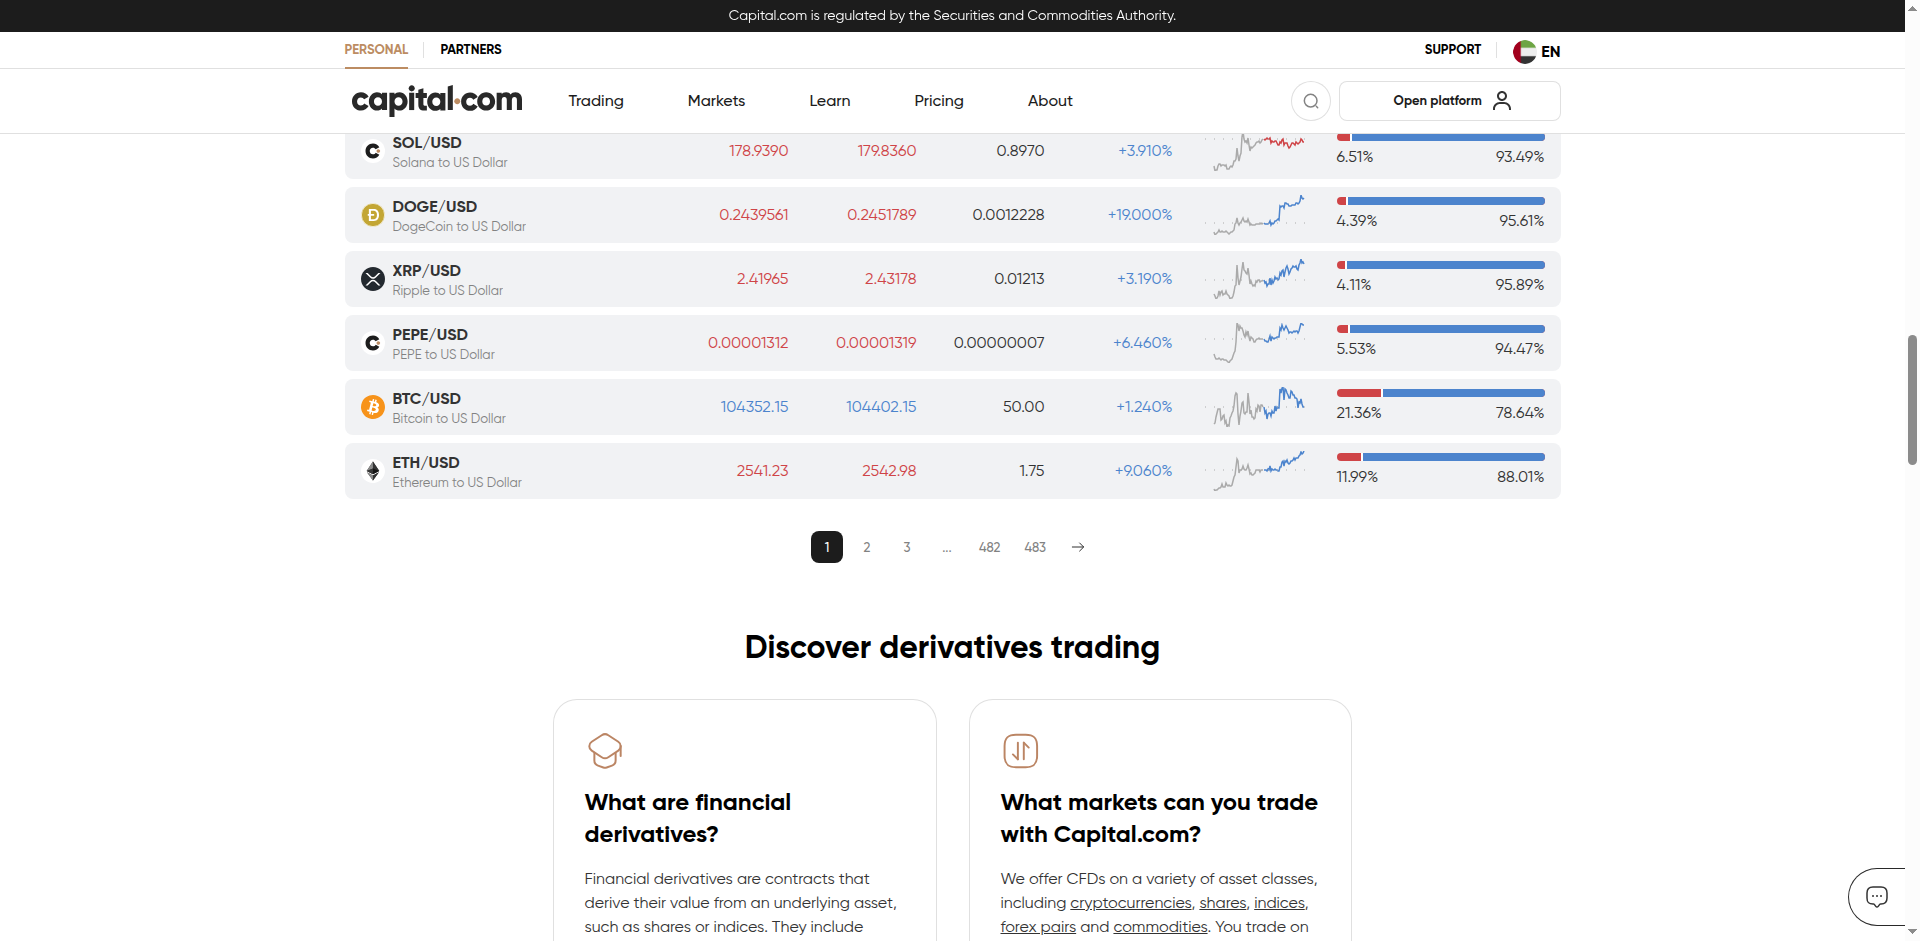 Capital.com is regulated by the Securities and Commodities Authority.
PERSONAL PARTNERS SUPPORT EN
capital.com Trading Markets Learn Pricing About Open platform
SOL/USD
Solana to US Dollar
178.9390 179.8360 0.8970 +3.910% 6.51% 93.49%
DOGE/USD
DogeCoin to US Dollar
0.2439561 0.2451789 0.0012228 +19.000% 4.39% 95.61%
XRP/USD
Ripple to US Dollar
2.41965 2.43178 0.01213 +3.190% 4.11% 95.89%
PEPE/USD
PEPE to US Dollar
0.00001312 0.00001319 0.00000007 +6.460% 5.53% 94.47%
BTC/USD
Bitcoin to US Dollar
104352.15 104402.15 50.00 +1.240% 21.36% 78.64%
ETH/USD
Ethereum to US Dollar
2541.23 2542.98 1.75 +9.060% 11.99% 88.01%
1 2 3 ... 482 483
Discover derivatives trading
What are financial
derivatives?
Financial derivatives are contracts that
derive their value from an underlying asset,
such as shares or indices. They include
What markets can you trade
with Capital.com?
We offer CFDs on a variety of asset classes,
including cryptocurrencies, shares, indices,
forex pairs and commodities. You trade on